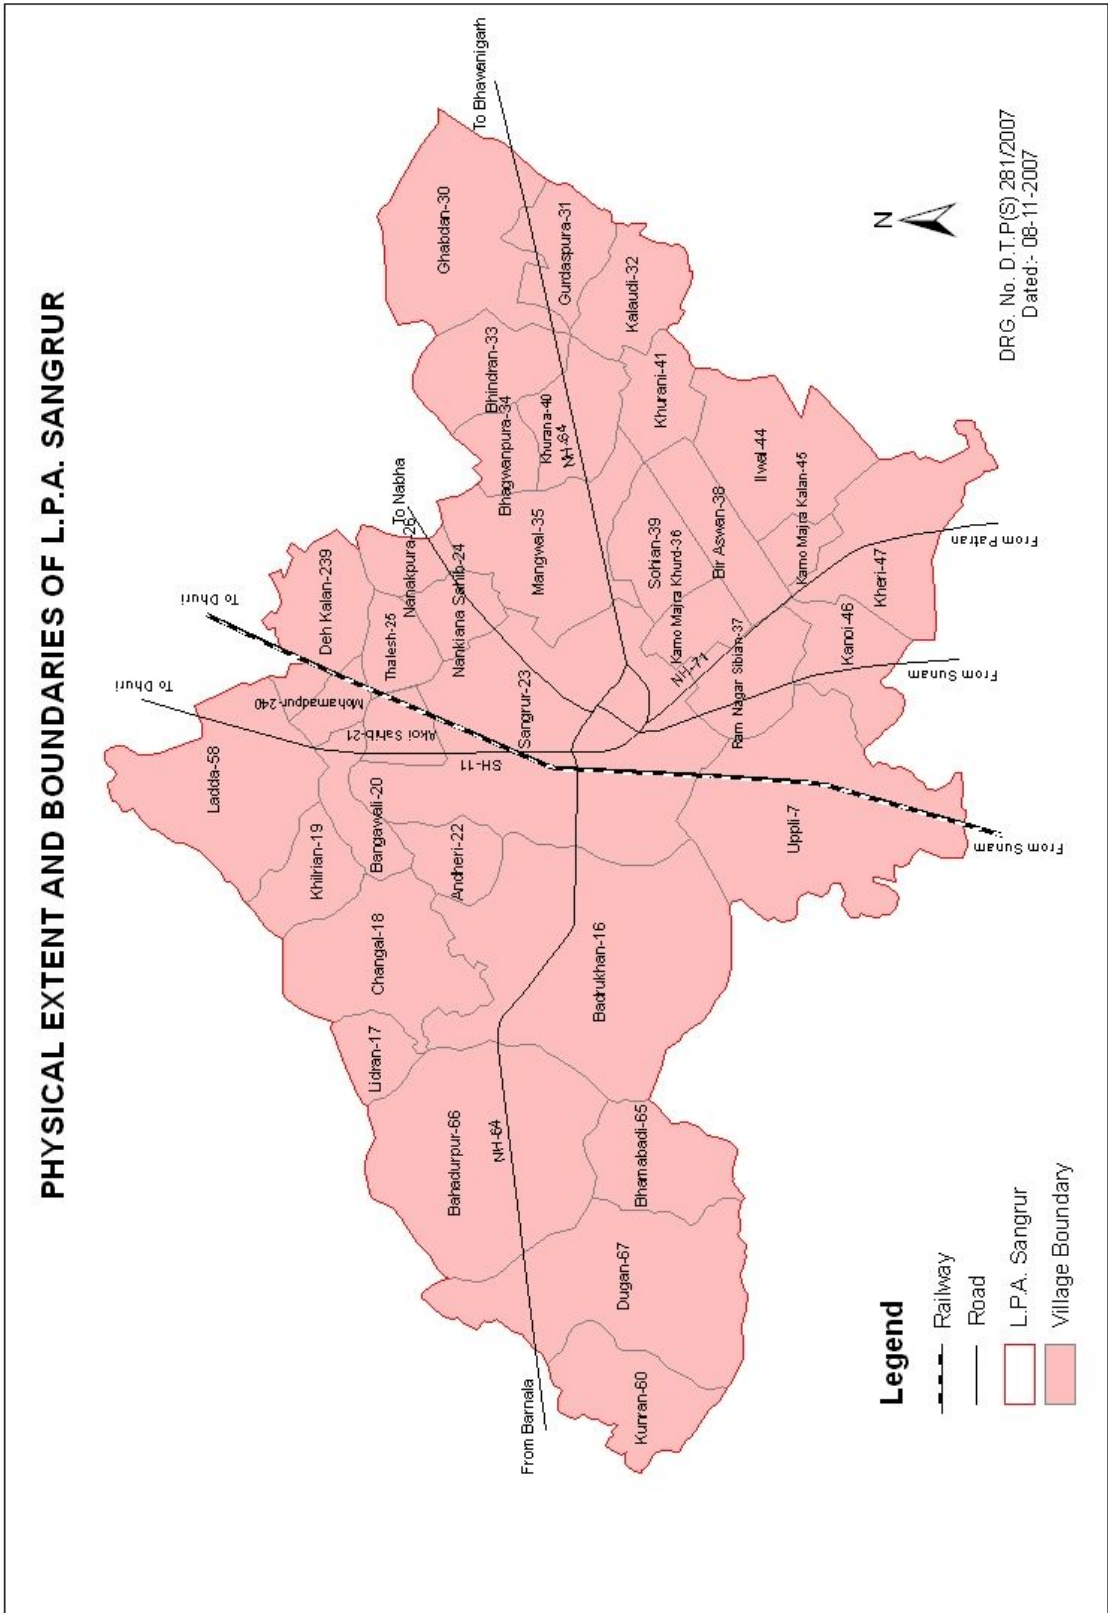 PHYSICAL EXTENT AND BOUNDARIES OF L.P.A. SANGRUR
To Dhuri
To Dhuri
To Nabha
To Bhawanigarh
Ladda-58
Mohamadpur-240
Deh Kalan-239
Khilrian-19
Akoi Sahib-21
Thalesh-25
Nanakpura-26
Ghabdan-30
Lidran-17
Changal-18
Bangawali-20
Andheri-22
SH-11
Nankiana Sahib-24
Bhagwanpura-34
Bhindran-33
Bahadurpur-66
NH-64
Sangrur-23
Mangwal-35
Khurana-40
NH-64
Gurdaspura-31
From Barnala
Badrukhan-16
Kunran-60
Dugan-67
Bhamabadi-65
Sohian-39
Kamo Majra Khurd-36
Khurani-41
Kalaudi-32
NH-71
Bir Aswan-38
Ram Nagar Sibian-37
Ilwal-44
Uppli-7
Kamo Majra Kalan-45
Kanoi-46
Kheri-47
From Sunam
From Sunam
From Patran
N
Legend
Railway
Road
L.P.A. Sangrur
Village Boundary
DRG. No. D.T.P(S) 281/2007
Dated:- 08-11-2007